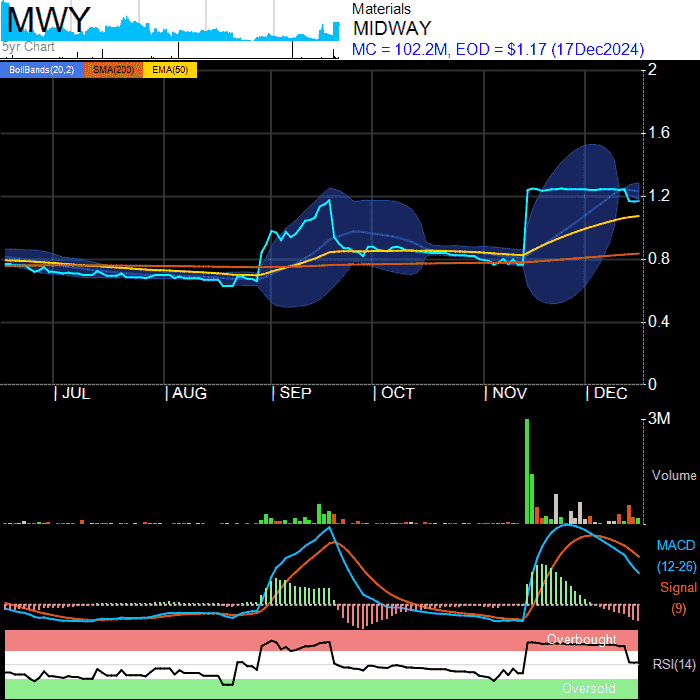 MWY
5yr Chart
Materials
MIDWAY
MC = 102.2M, EOD = $1.17 (17Dec2024)
BollBands(20,2) SMA(200) EMA(50)
2
1.6
1.2
0.8
0.4
0
JUL AUG SEP OCT NOV DEC
3M
Volume
MACD
(12-26)
Signal
(9)
Overbought
RSI(14)
Oversold